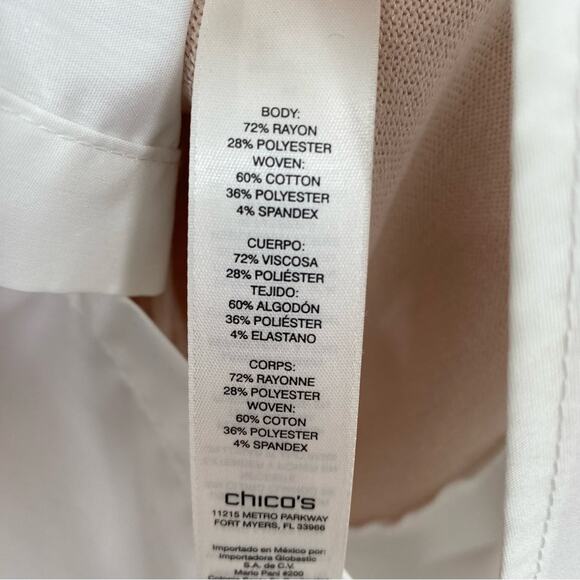 BODY:
72% RAYON
28% POLYESTER
WOVEN:
60% COTTON
36% POLYESTER
4% SPANDEX
CUERPO:
72% VISCOSA
28% POLIÉSTER
TEJIDO:
60% ALGODÓN
36% POLIÉSTER
4% ELASTANO
CORPS:
72% RAYONNE
28% POLYESTER
WOVEN:
60% COTON
36% POLYESTER
4% SPANDEX
chico's
11215 METRO PARKWAY
FORT MYERS, FL 33966
Importado en México por:
Importadora Globastic
S.A. de C.V.
Mario Pani #200